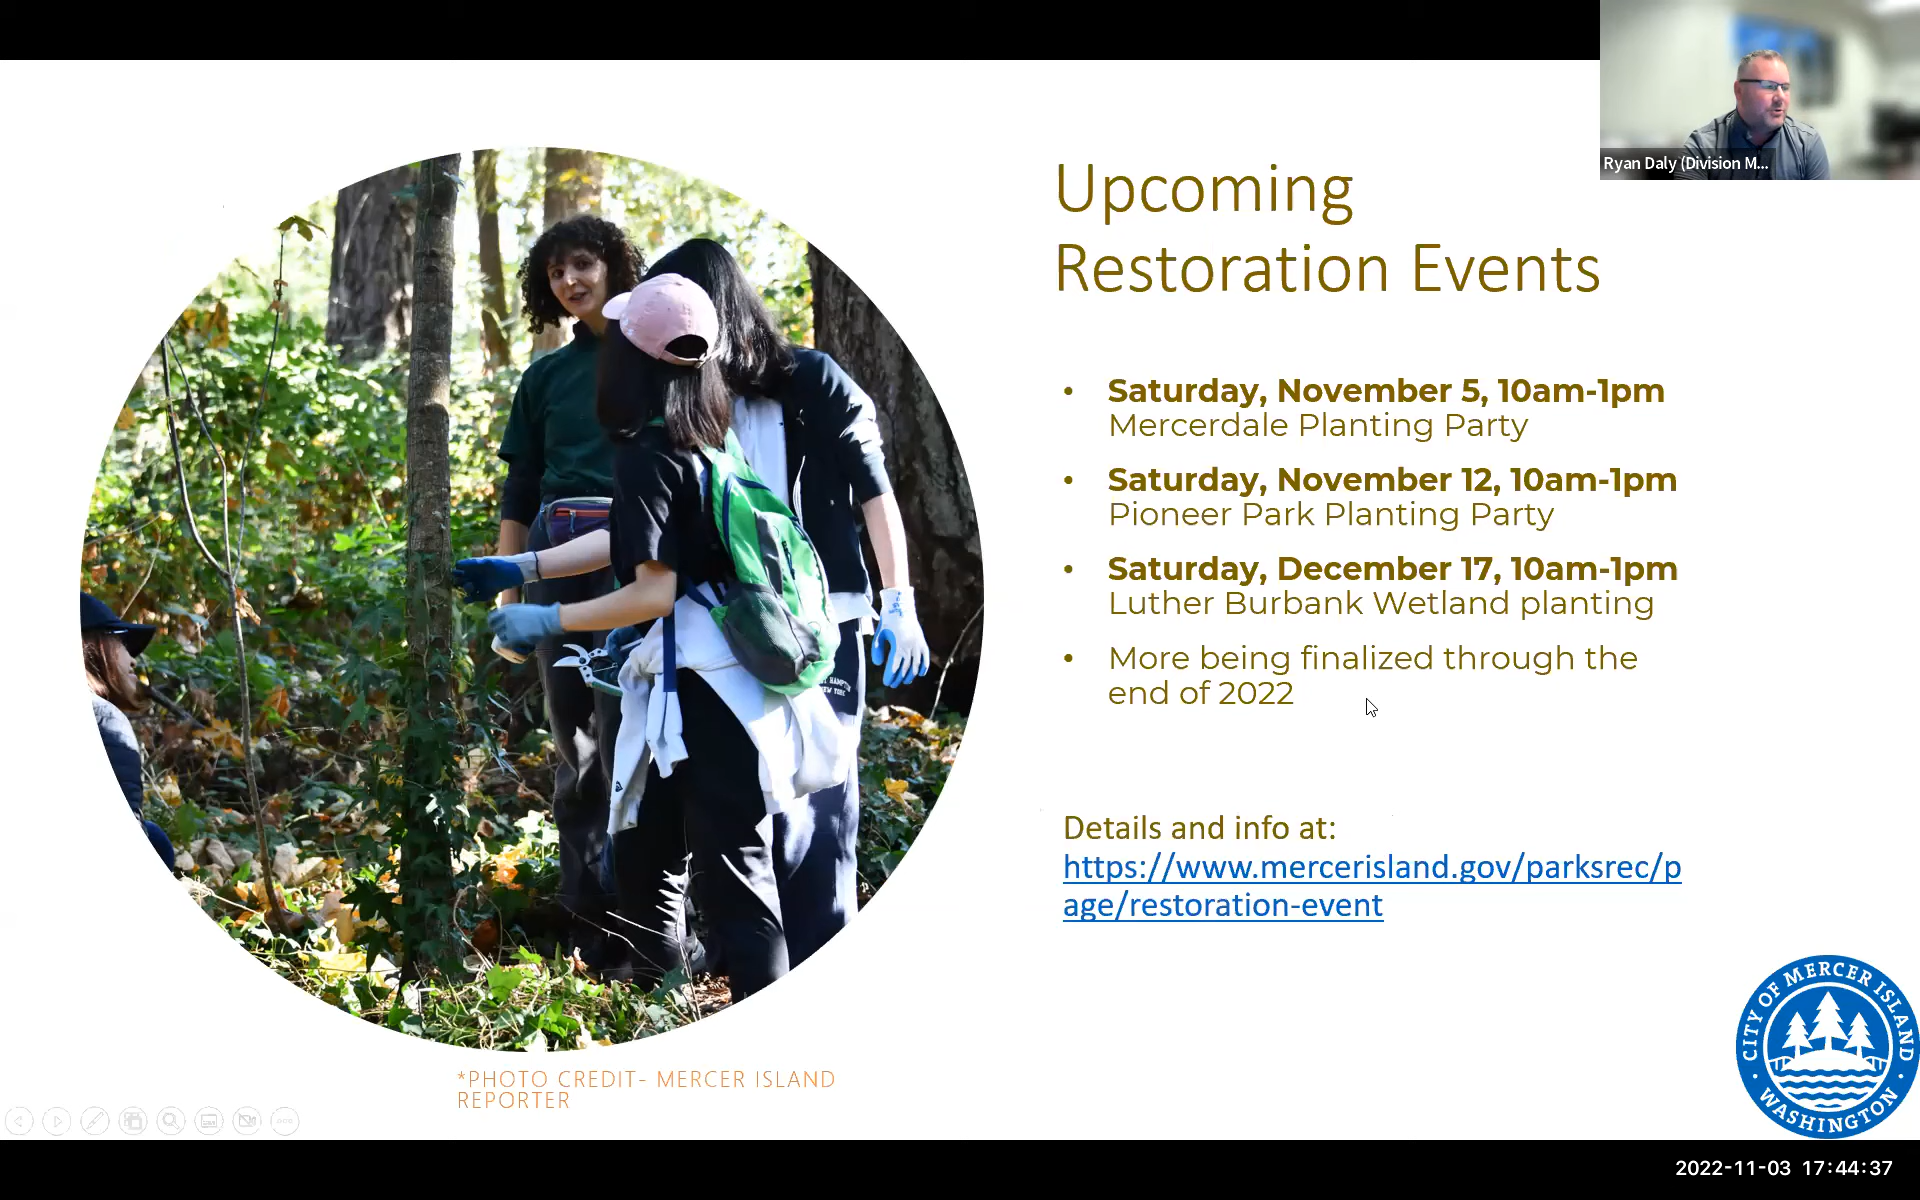 Ryan Daly (Division M...
Upcoming
Restoration Events
• Saturday, November 5, 10am-1pm
Mercerdale Planting Party
• Saturday, November 12, 10am-1pm
Pioneer Park Planting Party
• Saturday, December 17, 10am-1pm
Luther Burbank Wetland planting
• More being finalized through the
end of 2022
Details and info at:
https://www.mercerisland.gov/parksrec/p
age/restoration-event
*PHOTO CREDIT- MERCER ISLAND
REPORTER
CITY OF MERCER ISLAND
• WASHINGTON •
2022-11-03 17:44:37